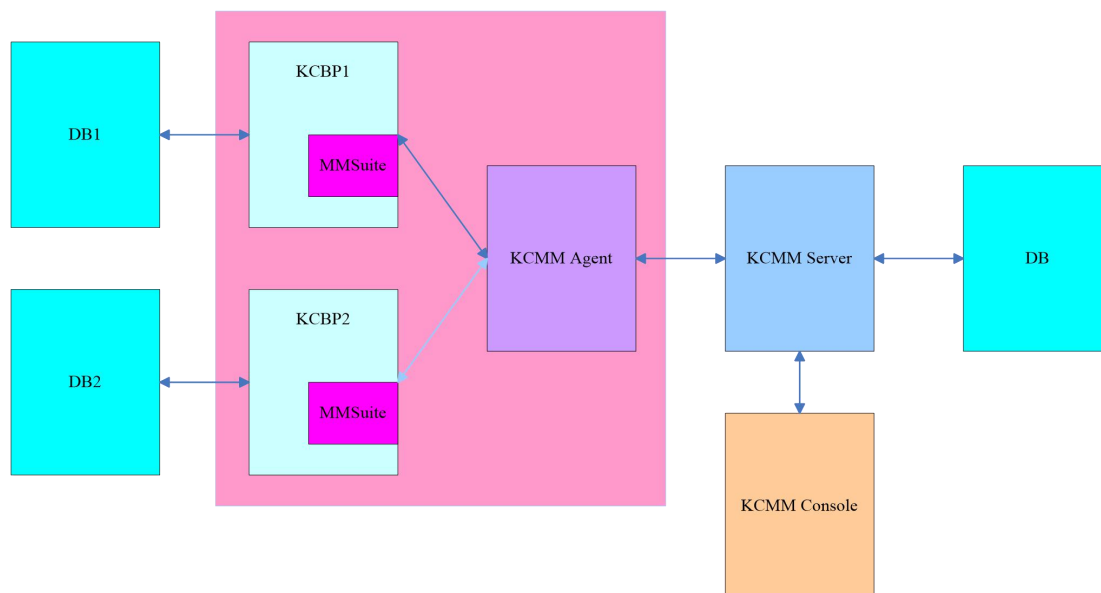 KCBP1
DB1
MMSuite
KCMM Agent
KCMM Server
DB
KCBP2
DB2
MMSuite
KCMM Console